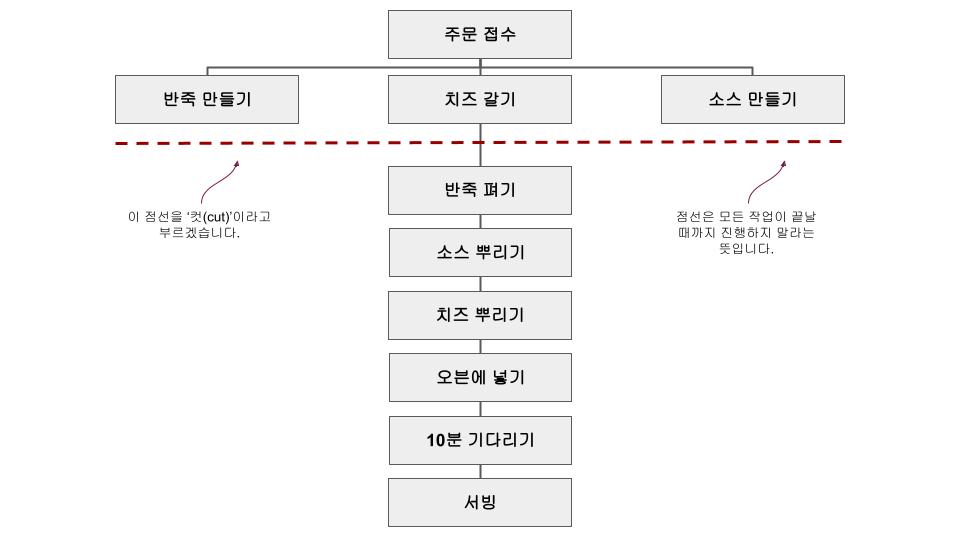 주문 접수
반죽 만들기
치즈 갈기
소스 만들기
반죽 펴기
이 점선을 '컷(cut)'이라고
부르겠습니다.
점선은 모든 작업이 끝날
때까지 진행하지 말라는
뜻입니다.
소스 뿌리기
치즈 뿌리기
오븐에 넣기
10분 기다리기
서빙